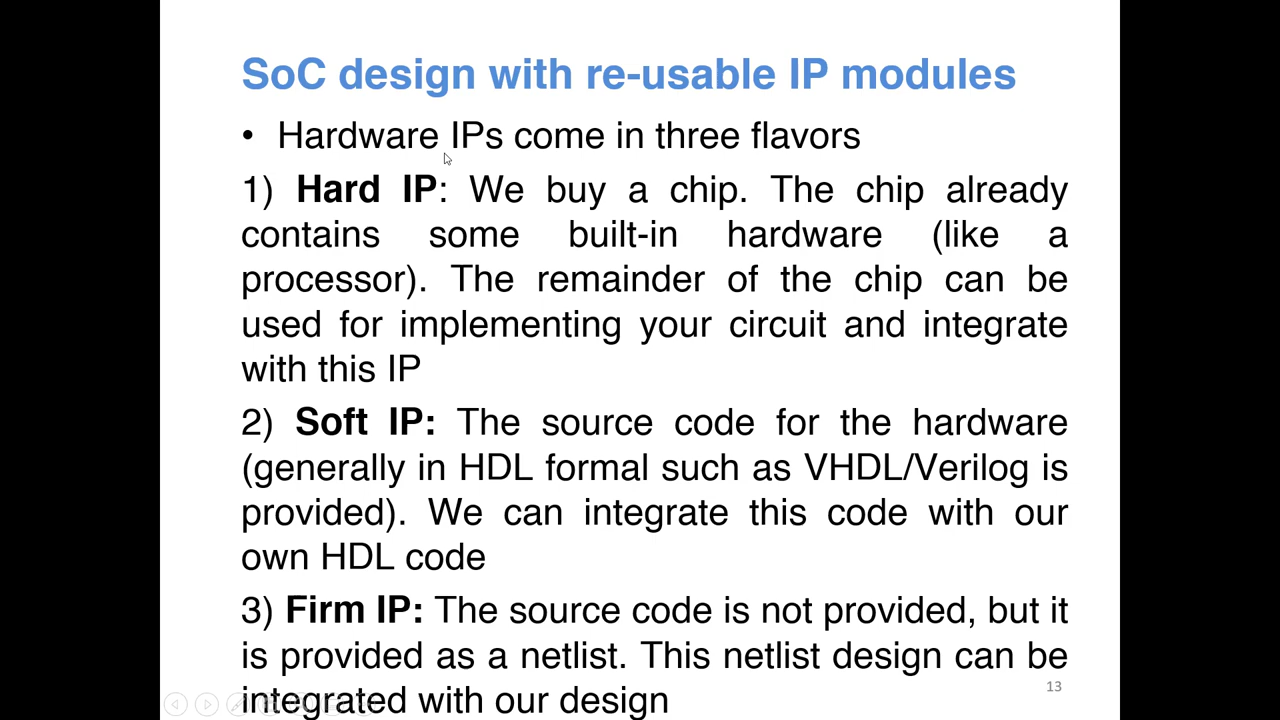 SoC design with re-usable IP modules
• Hardware IPs come in three flavors
1) Hard IP: We buy a chip. The chip already
contains some built-in hardware (like a
processor). The remainder of the chip can be
used for implementing your circuit and integrate
with this IP
2) Soft IP: The source code for the hardware
(generally in HDL formal such as VHDL/Verilog is
provided). We can integrate this code with our
own HDL code
3) Firm IP: The source code is not provided, but it
is provided as a netlist. This netlist design can be
integrated with our design
13